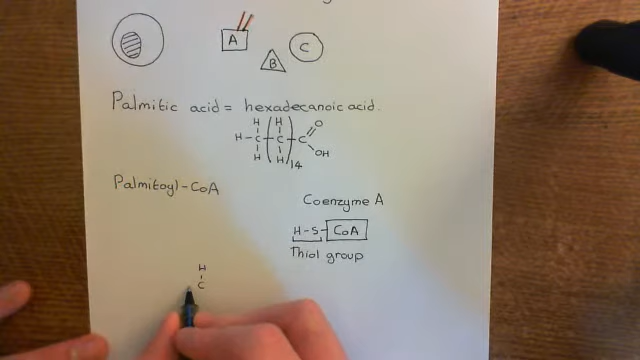 A
B
C
Palmitic acid = hexadecanoic acid.
H H O
H-C-(C)-C
H H 14 OH
Palmitoyl-CoA
Coenzyme A
H-S-CoA
Thiol group
H
C